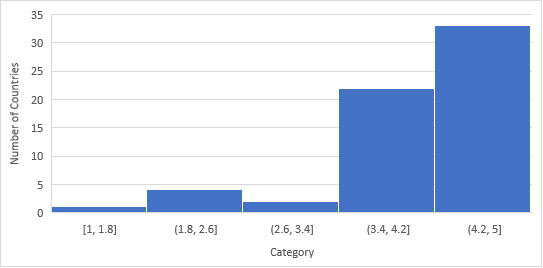 35
30
25
20
15
10
5
0
Number of Countries
[1, 1.8] (1.8, 2.6] (2.6, 3.4] (3.4, 4.2] (4.2, 5]
Category